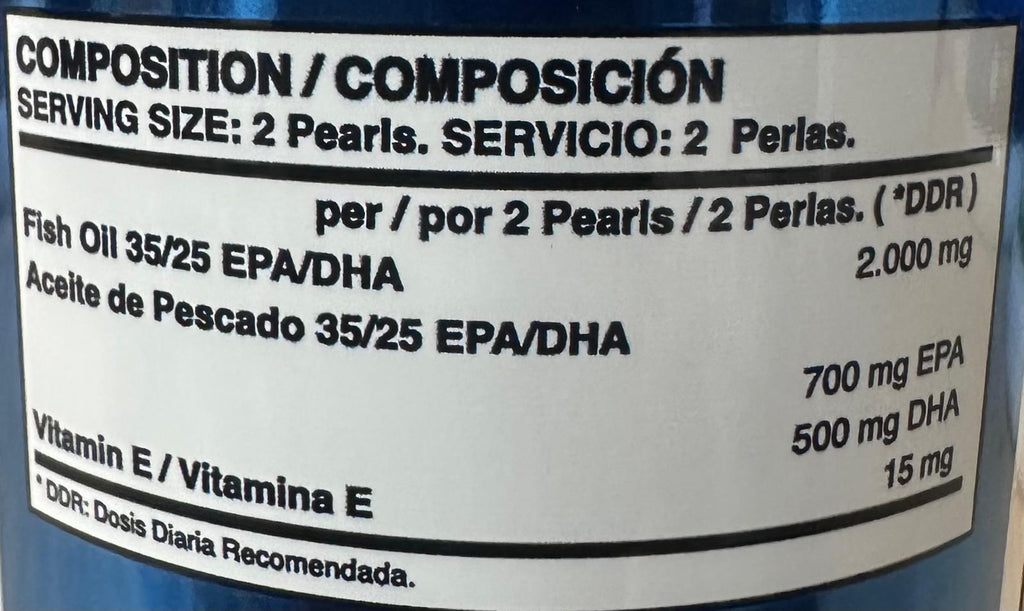 COMPOSITION / COMPOSICIÓN
SERVING SIZE: 2 Pearls. SERVICIO: 2 Perlas.
per / por 2 Pearls / 2 Perlas. (*DDR)
Fish Oil 35/25 EPA/DHA 2.000 mg
Aceite de Pescado 35/25 EPA/DHA
700 mg EPA
500 mg DHA
Vitamin E / Vitamina E 15 mg
* DDR: Dosis Diaria Recomendada.